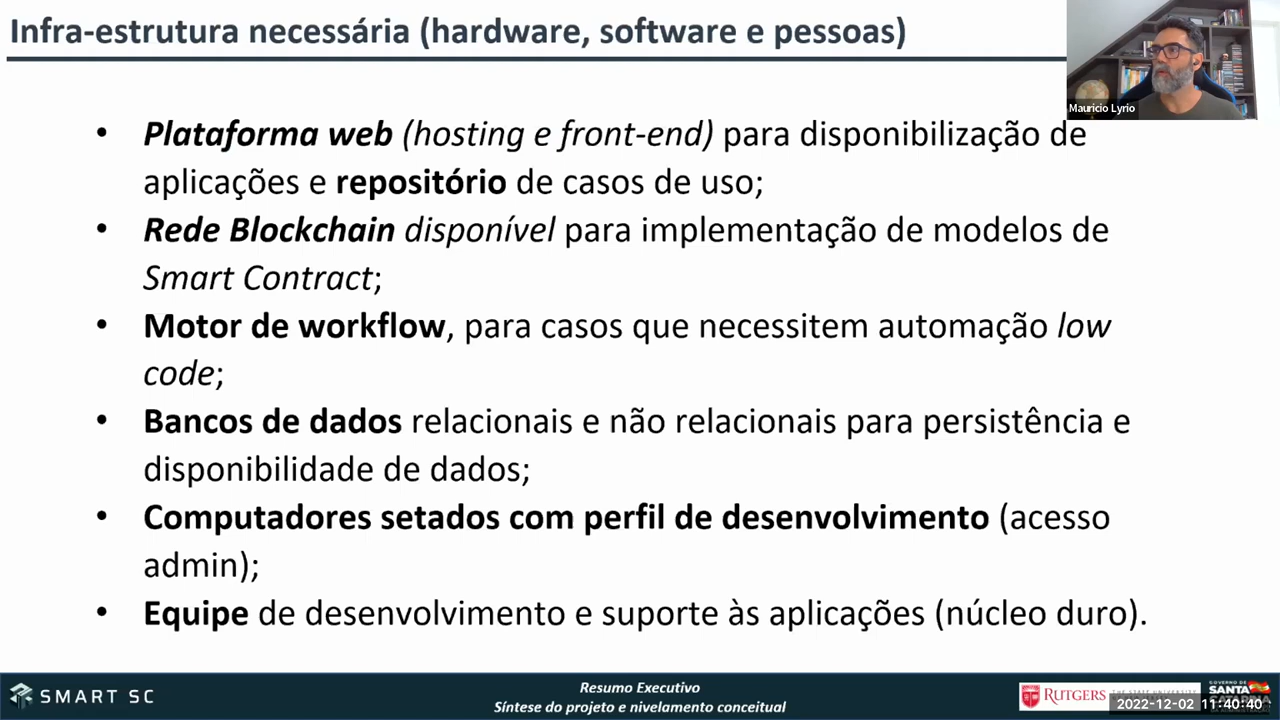 Infra-estrutura necessária (hardware, software e pessoas)
Mauricio Lyrio
• Plataforma web (hosting e front-end) para disponibilização de
aplicações e repositório de casos de uso;
• Rede Blockchain disponível para implementação de modelos de
Smart Contract;
• Motor de workflow, para casos que necessitem automação low
code;
• Bancos de dados relacionais e não relacionais para persistência e
disponibilidade de dados;
• Computadores setados com perfil de desenvolvimento (acesso
admin);
• Equipe de desenvolvimento e suporte às aplicações (núcleo duro).
SMART SC
Resumo Executivo
Síntese do projeto e nivelamento conceitual
RUTGERS
GOVERNO DE
SANTA
CATARINA
2022-12-02 11:40:40